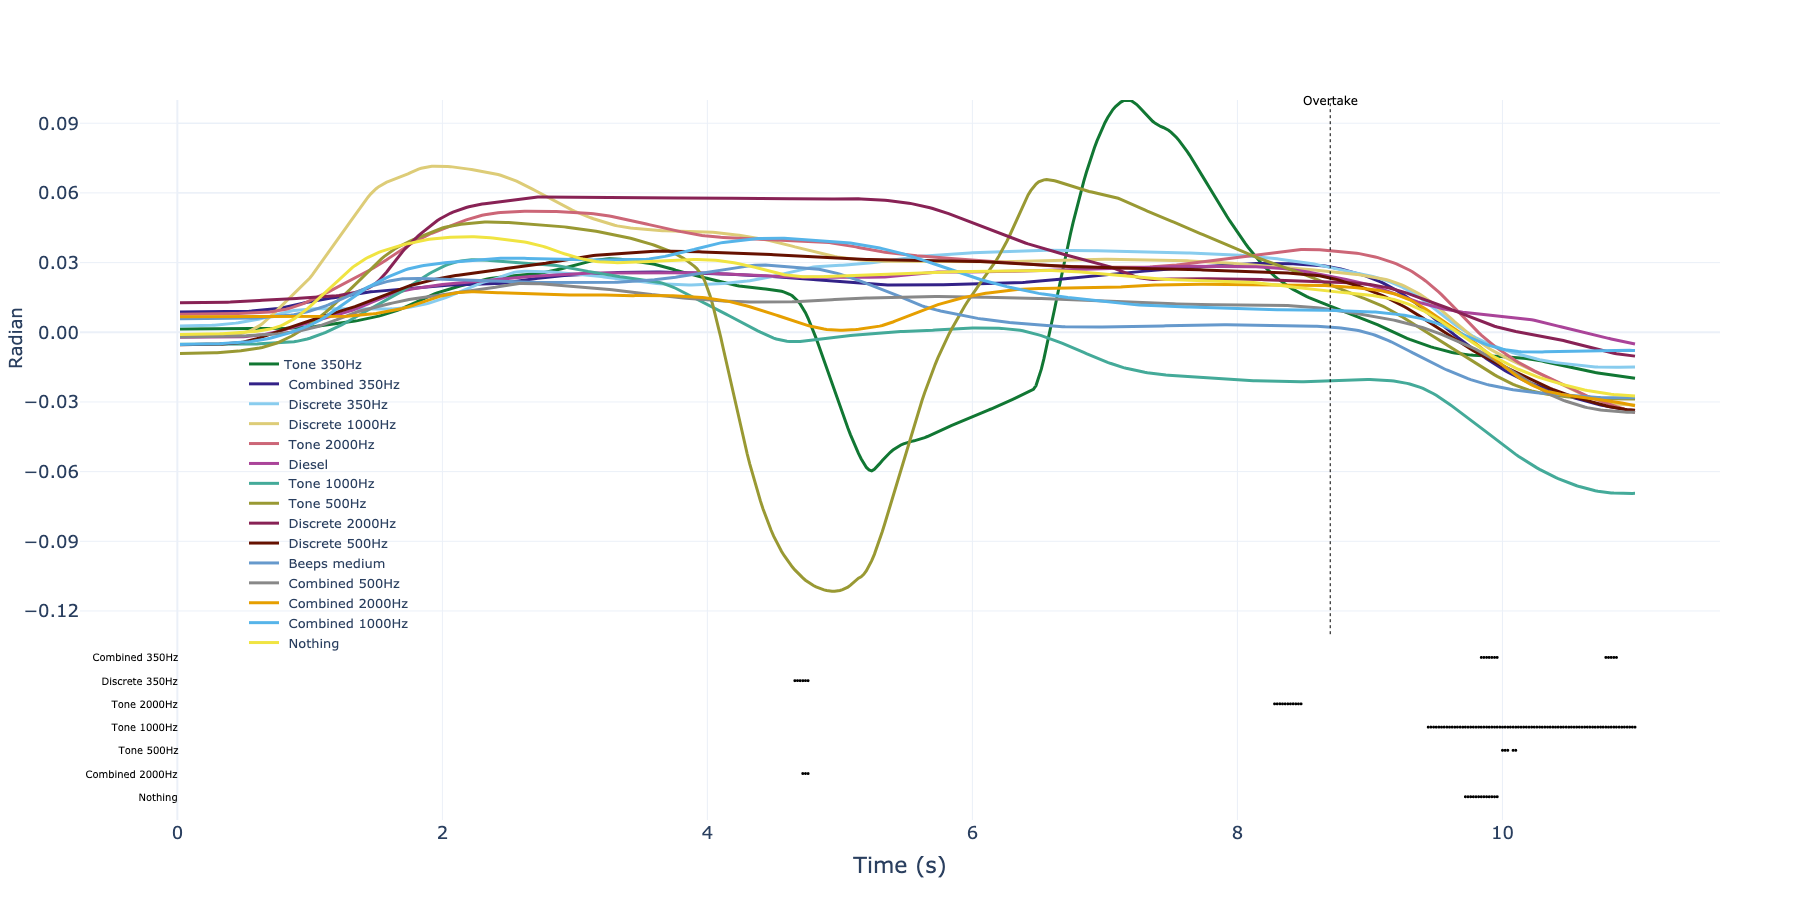 Overtake
0.09
0.06
0.03
0.00
−0.03
−0.06
−0.09
−0.12
Radian
Tone 350Hz
Combined 350Hz
Discrete 350Hz
Discrete 1000Hz
Tone 2000Hz
Diesel
Tone 1000Hz
Tone 500Hz
Discrete 2000Hz
Discrete 500Hz
Beeps medium
Combined 500Hz
Combined 2000Hz
Combined 1000Hz
Nothing
Combined 350Hz
Discrete 350Hz
Tone 2000Hz
Tone 1000Hz
Tone 500Hz
Combined 2000Hz
Nothing
0 2 4 6 8 10
Time (s)